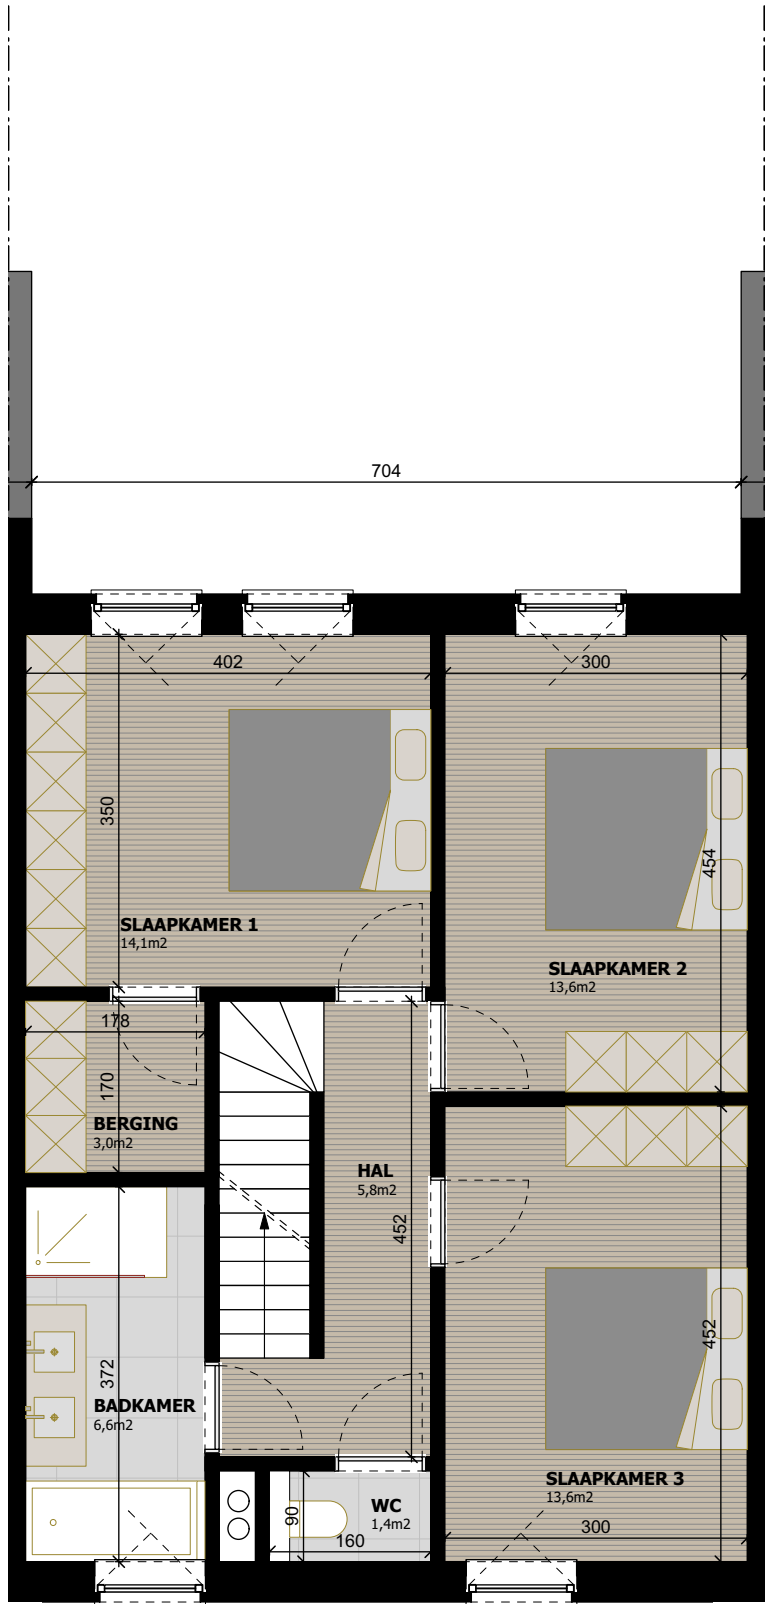 704
402
300
350
454
SLAAPKAMER 1
14,1m2
SLAAPKAMER 2
13,6m2
178
170
BERGING
3,0m2
HAL
5,8m2
452
452
372
BADKAMER
6,6m2
SLAAPKAMER 3
13,6m2
WC
1,4m2
90
160
300